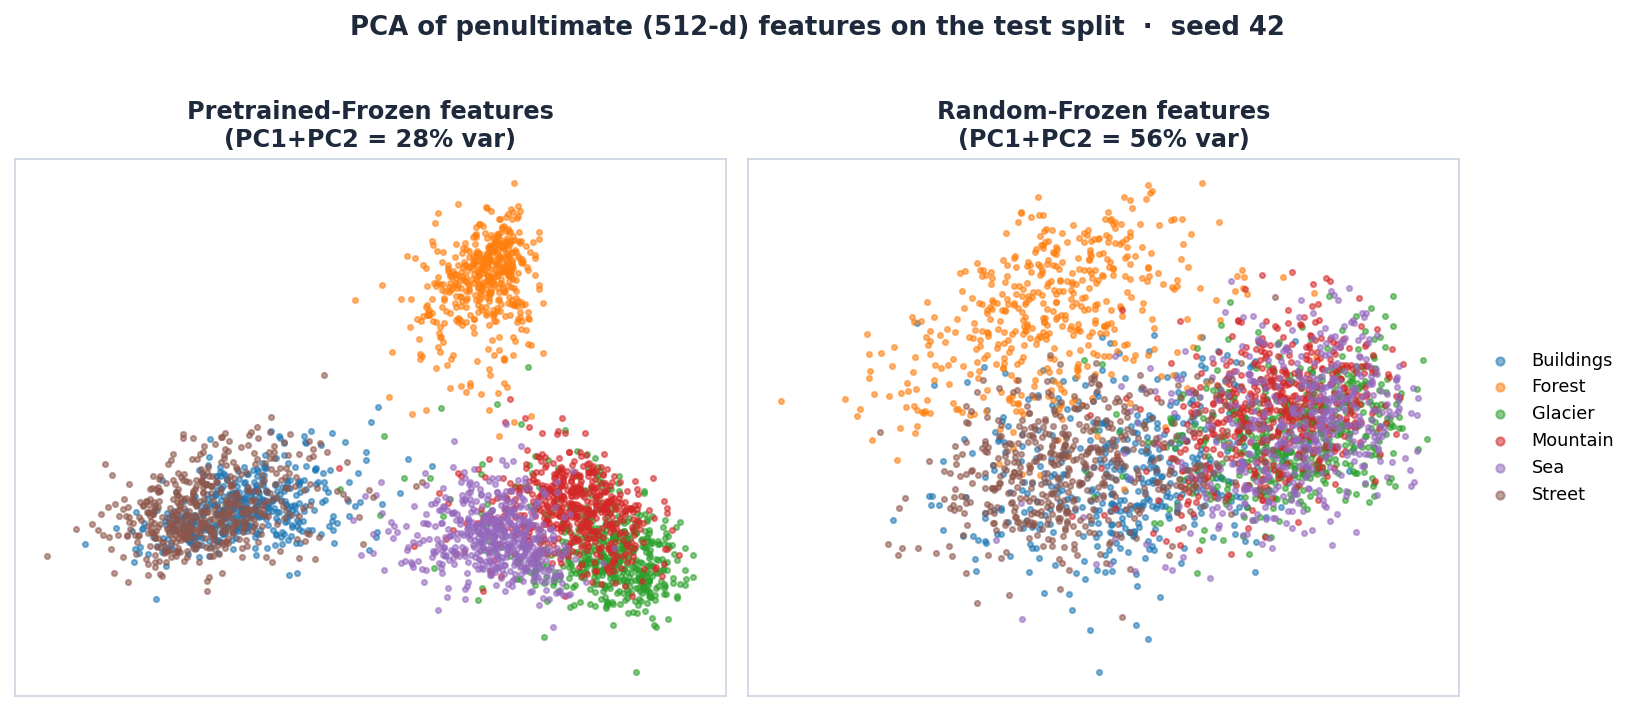 PCA of penultimate (512-d) features on the test split · seed 42
Pretrained-Frozen features
(PC1+PC2 = 28% var)
Random-Frozen features
(PC1+PC2 = 56% var)
Buildings
Forest
Glacier
Mountain
Sea
Street